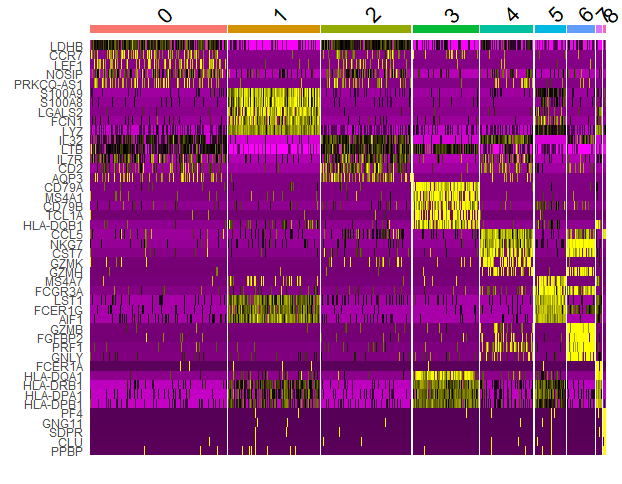 0 1 2 3 4 5 6 7 8
LDHB
CCR7
LEF1
NOSIP
PRKCQ-AS1
S100A9
S100A8
LGALS2
FCN1
LYZ
IL32
LTB
IL7R
CD2
AQP3
CD79A
MS4A1
CD79B
TCL1A
HLA-DQB1
CCL5
NKG7
CST7
GZMK
GZMH
MS4A7
FCGR3A
LST1
FCER1G
AIF1
GZMB
FGFBP2
PRF1
GNLY
FCER1A
HLA-DQA1
HLA-DRB1
HLA-DPA1
HLA-DPB1
PF4
GNG11
SDPR
CLU
PPBP